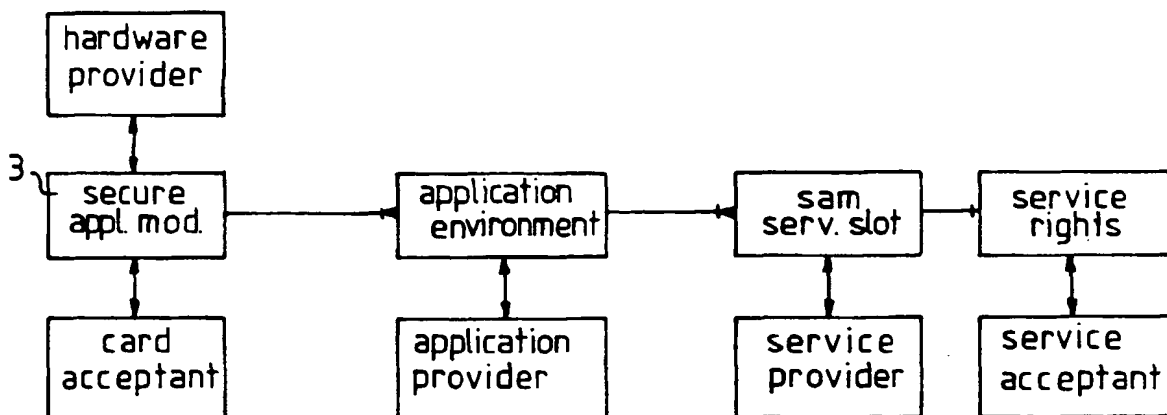 hardware
provider
3
secure
appl. mod.
application
environment
sam
serv. slot
service
rights
card
acceptant
application
provider
service
provider
service
acceptant